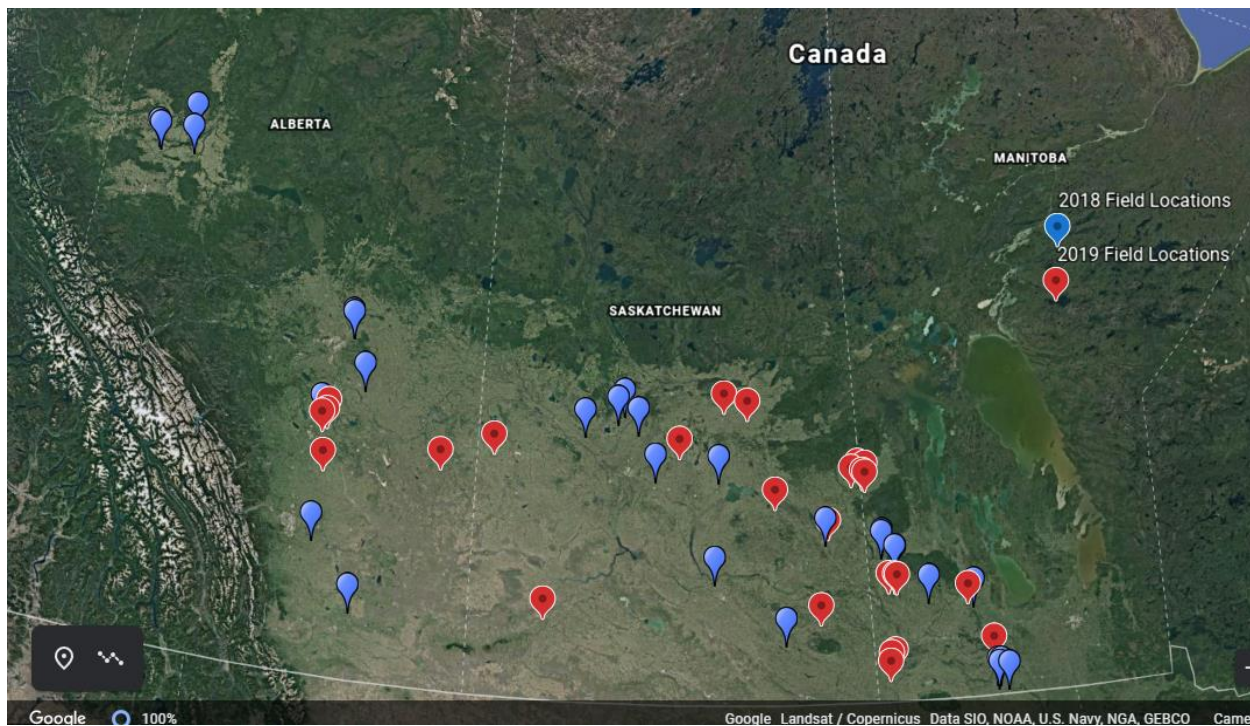 Canada
ALBERTA
MANITOBA
2018 Field Locations
2019 Field Locations
SASKATCHEWAN
Google 100% Google Landsat / Copernicus Data SIO, NOAA, U.S. Navy, NGA, GEBCO